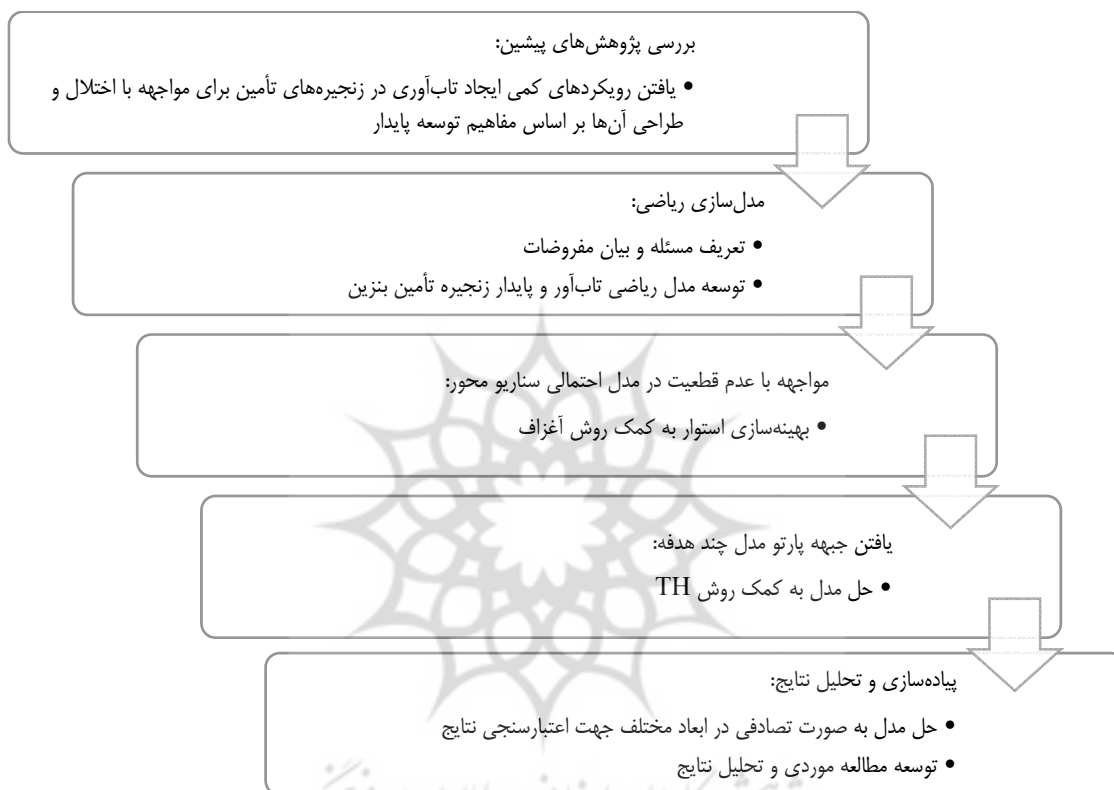 بررسی پژوهش‌های پیشین:
• یافتن رویکردهای کمی ایجاد تاب‌آوری در زنجیره‌های تأمین برای مواجهه با اختلال و
طراحی آن‌ها بر اساس مفاهیم توسعه پایدار
مدل‌سازی ریاضی:
• تعریف مسئله و بیان مفروضات
• توسعه مدل ریاضی تاب‌آور و پایدار زنجیره تأمین بنزین
مواجهه با عدم قطعیت در مدل احتمالی سناریو محور:
• بهینه‌سازی استوار به کمک روش آغزاف
یافتن جبهه پارتو مدل چند هدفه:
• حل مدل به کمک روش TH
پیاده‌سازی و تحلیل نتایج:
• حل مدل به صورت تصادفی در ابعاد مختلف جهت اعتبارسنجی نتایج
• توسعه مطالعه موردی و تحلیل نتایج